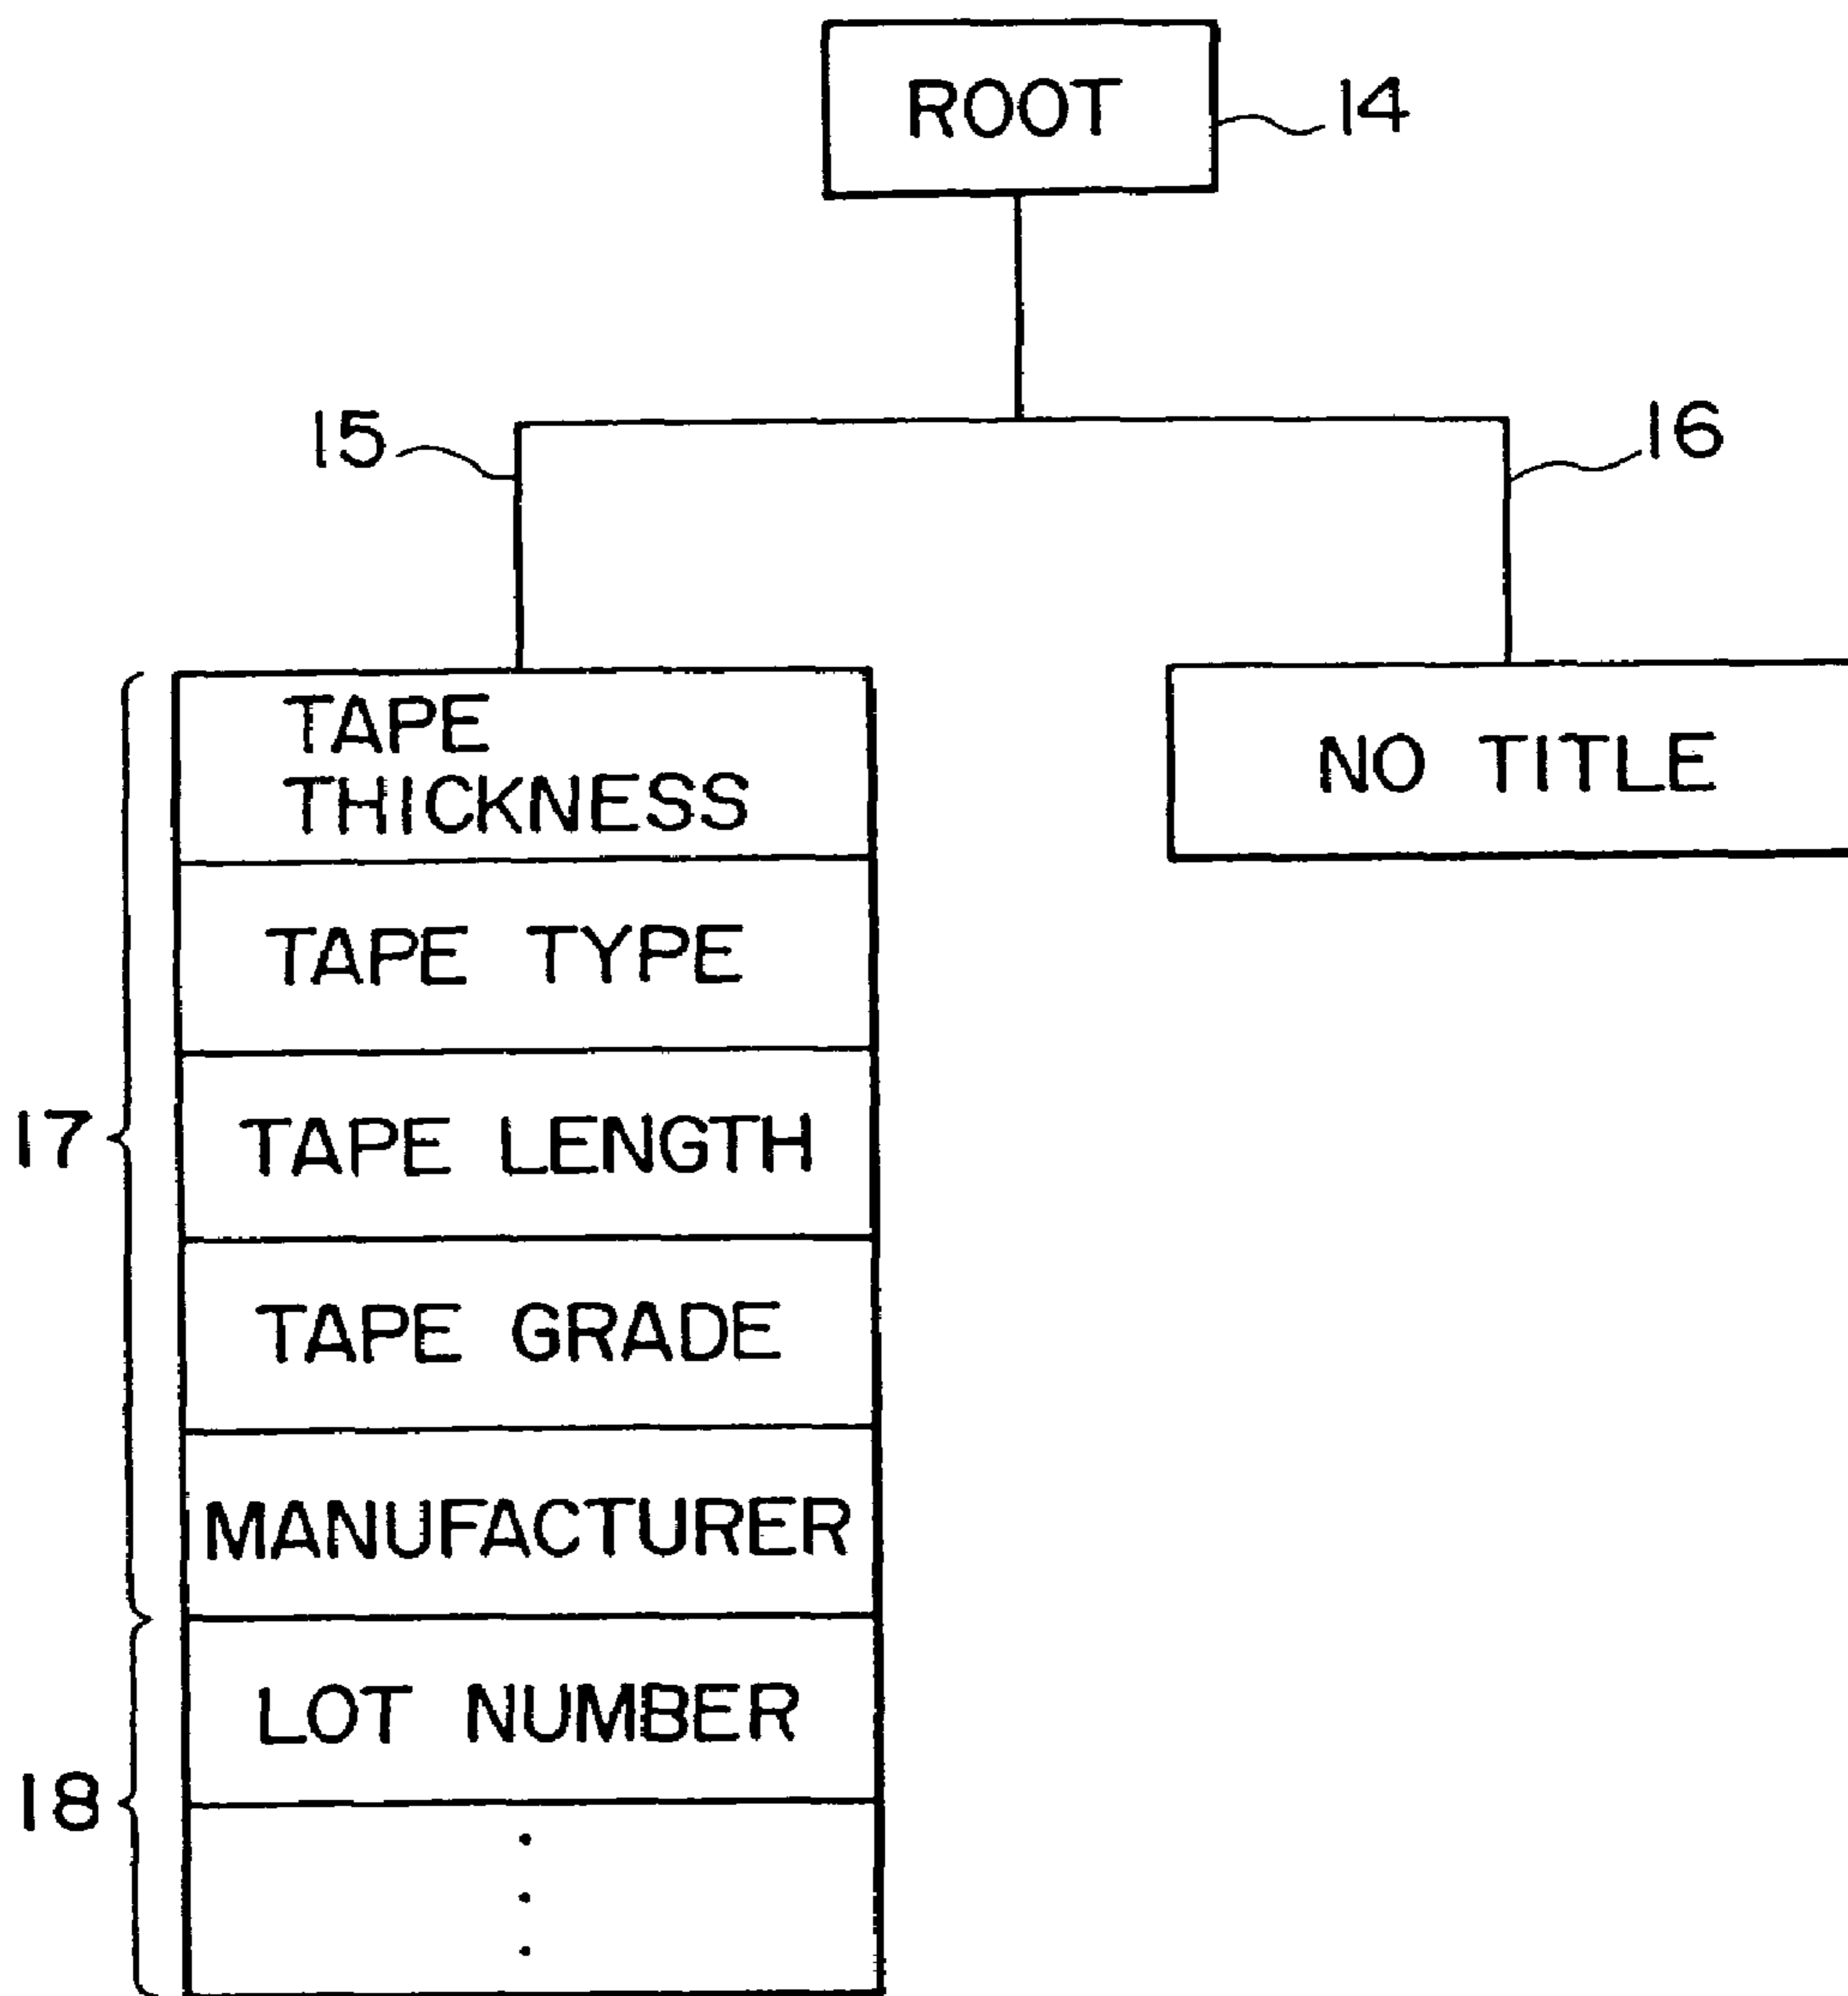 ROOT
14
15
16
TAPE
THICKNESS
NO TITLE
TAPE TYPE
17
TAPE LENGTH
TAPE GRADE
MANUFACTURER
LOT NUMBER
18